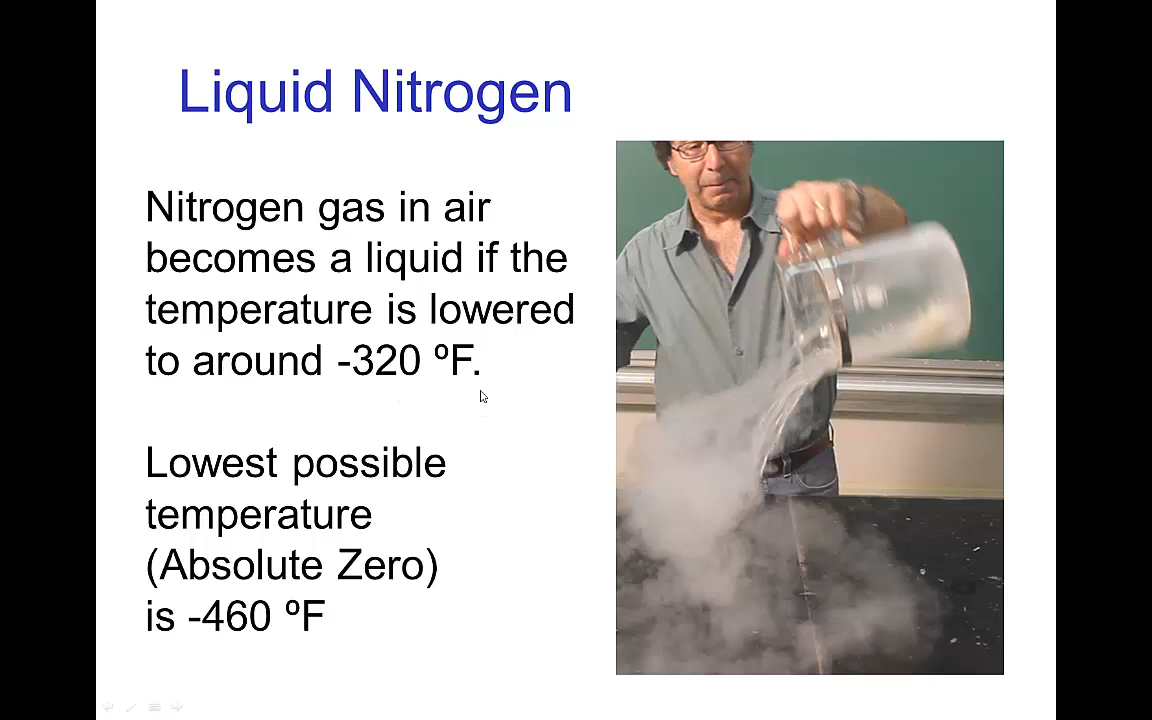 Liquid Nitrogen
Nitrogen gas in air
becomes a liquid if the
temperature is lowered
to around -320 ºF.
Lowest possible
temperature
(Absolute Zero)
is -460 ºF